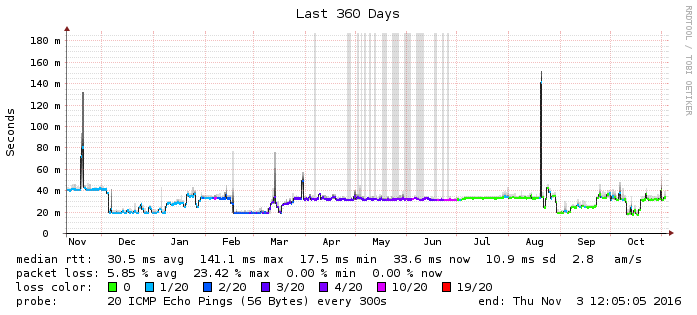 Last 360 Days
RRDTOOL / TOBI OETIKER
Seconds
180 m
160 m
140 m
120 m
100 m
80 m
60 m
40 m
20 m
0
Nov Dec Jan Feb Mar Apr May Jun Jul Aug Sep Oct
median rtt: 30.5 ms avg 141.1 ms max 17.5 ms min 33.6 ms now 10.9 ms sd 2.8 am/s
packet loss: 5.85 % avg 23.42 % max 0.00 % min 0.00 % now
loss color: 0 1/20 2/20 3/20 4/20 10/20 19/20
probe: 20 ICMP Echo Pings (56 Bytes) every 300s end: Thu Nov 3 12:05:05 2016